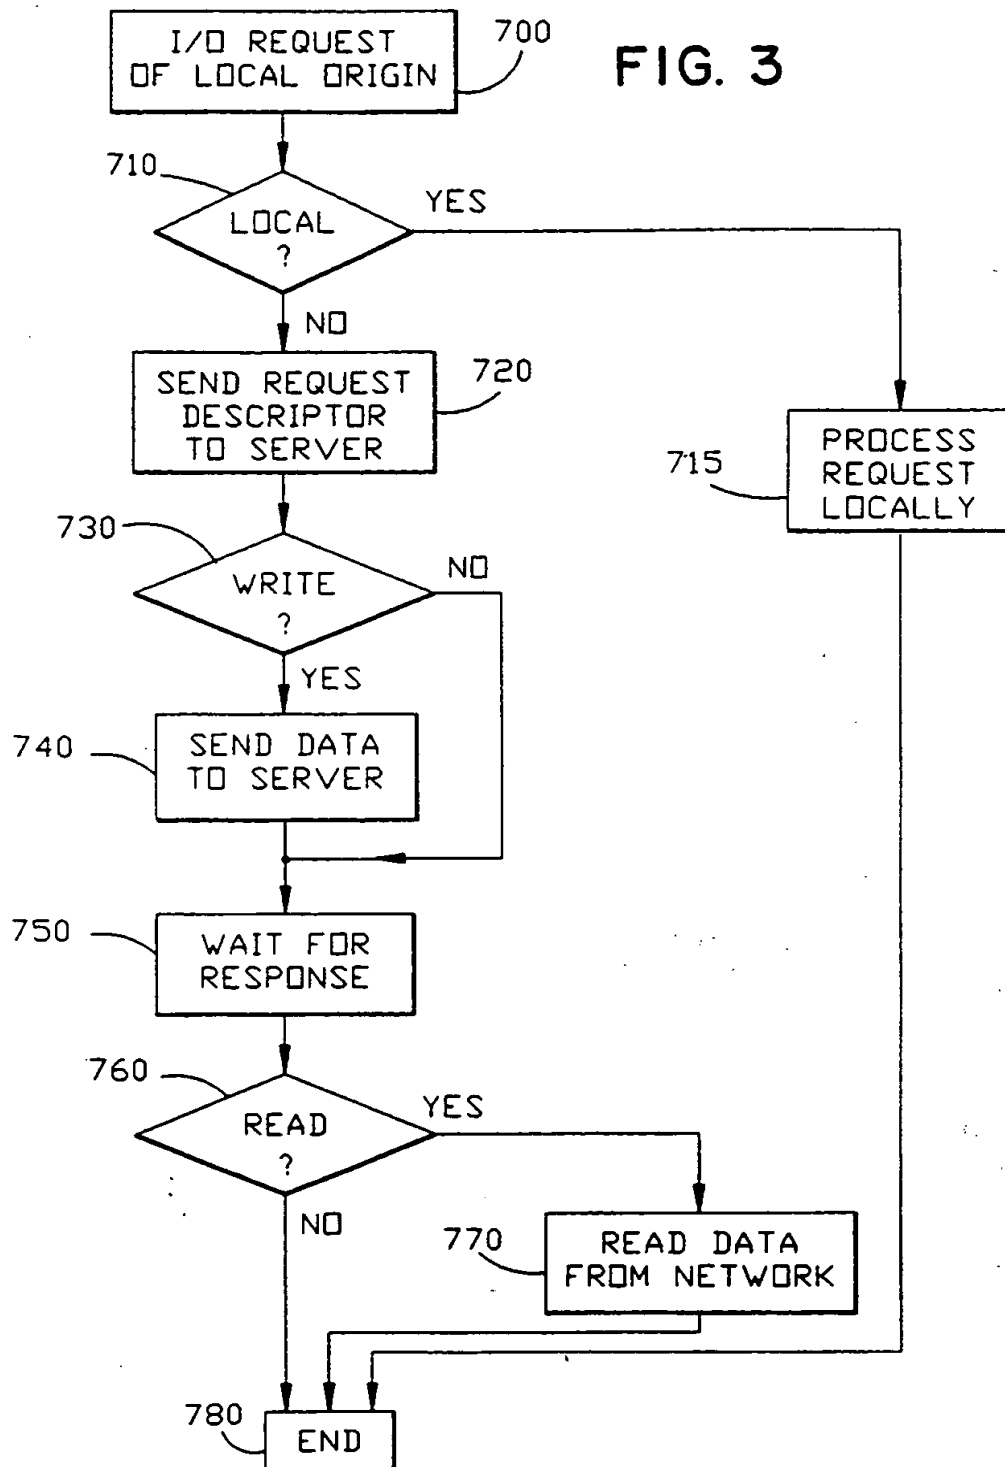 I/O REQUEST
OF LOCAL ORIGIN
700
FIG. 3
710
LOCAL
?
YES
NO
SEND REQUEST
DESCRIPTOR
TO SERVER
720
PROCESS
REQUEST
LOCALLY
715
730
WRITE
?
NO
YES
740
SEND DATA
TO SERVER
750
WAIT FOR
RESPONSE
760
READ
?
YES
NO
770
READ DATA
FROM NETWORK
780
END